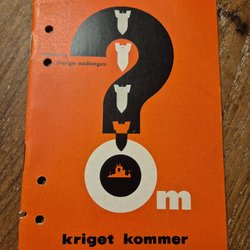 ?
Sveriges medborgare
Om
kriget kommer